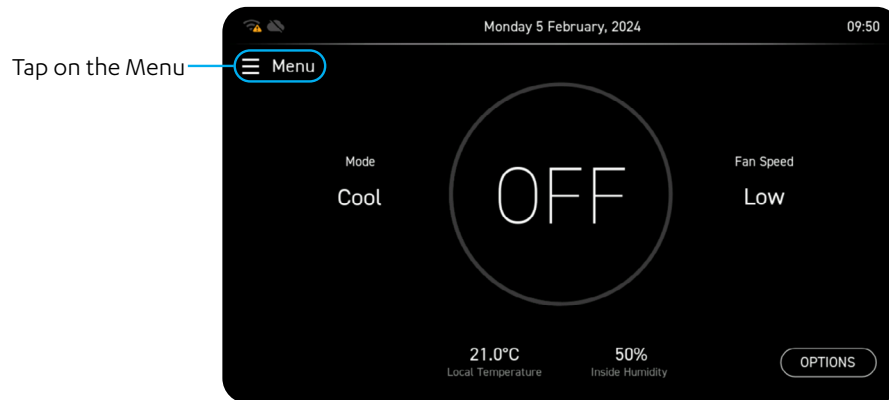 Monday 5 February, 2024
09:50
Tap on the Menu
Menu
Mode
Cool
OFF
Fan Speed
Low
21.0°C
Local Temperature
50%
Inside Humidity
OPTIONS